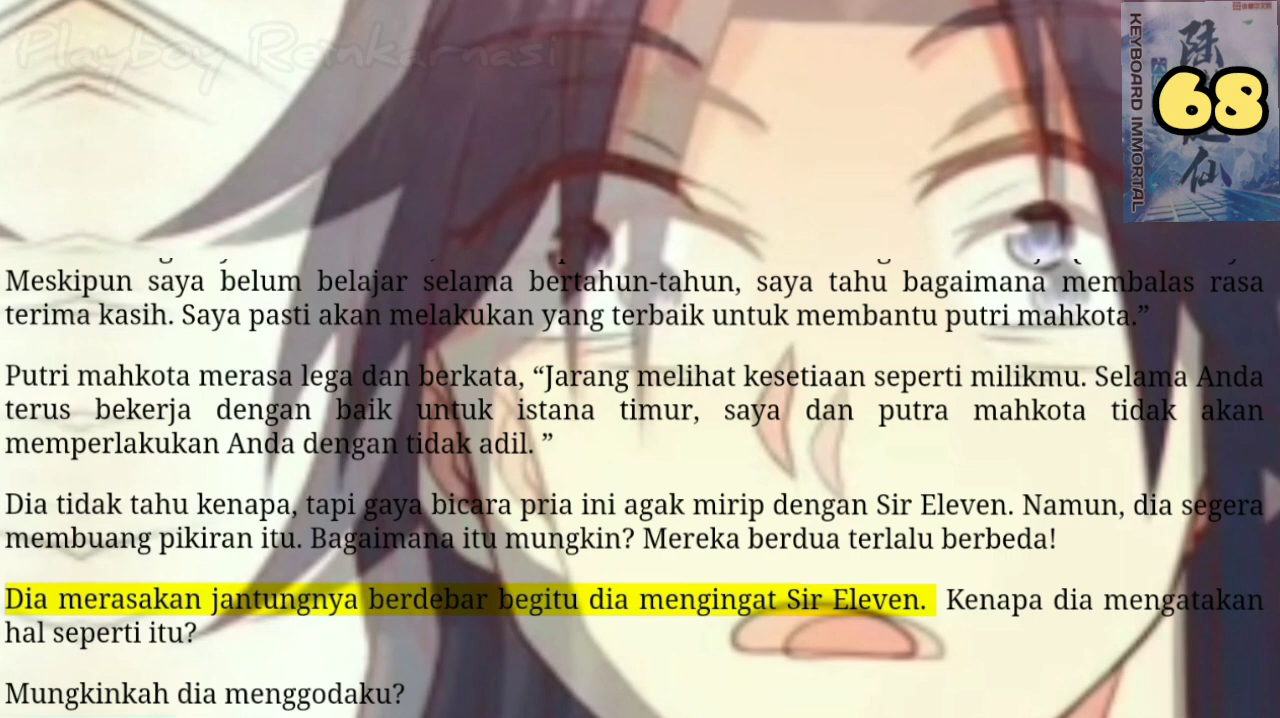 Playboy Reinkarnasi
KEYBOARD IMMORTAL
68
仙
Meskipun saya belum belajar selama bertahun-tahun, saya tahu bagaimana membalas rasa
terima kasih. Saya pasti akan melakukan yang terbaik untuk membantu putri mahkota.”
Putri mahkota merasa lega dan berkata, “Jarang melihat kesetiaan seperti milikmu. Selama Anda
terus bekerja dengan baik untuk istana timur, saya dan putra mahkota tidak akan
memperlakukan Anda dengan tidak adil. ”
Dia tidak tahu kenapa, tapi gaya bicara pria ini agak mirip dengan Sir Eleven. Namun, dia segera
membuang pikiran itu. Bagaimana itu mungkin? Mereka berdua terlalu berbeda!
Dia merasakan jantungnya berdebar begitu dia mengingat Sir Eleven. Kenapa dia mengatakan
hal seperti itu?
Mungkinkah dia menggodaku?